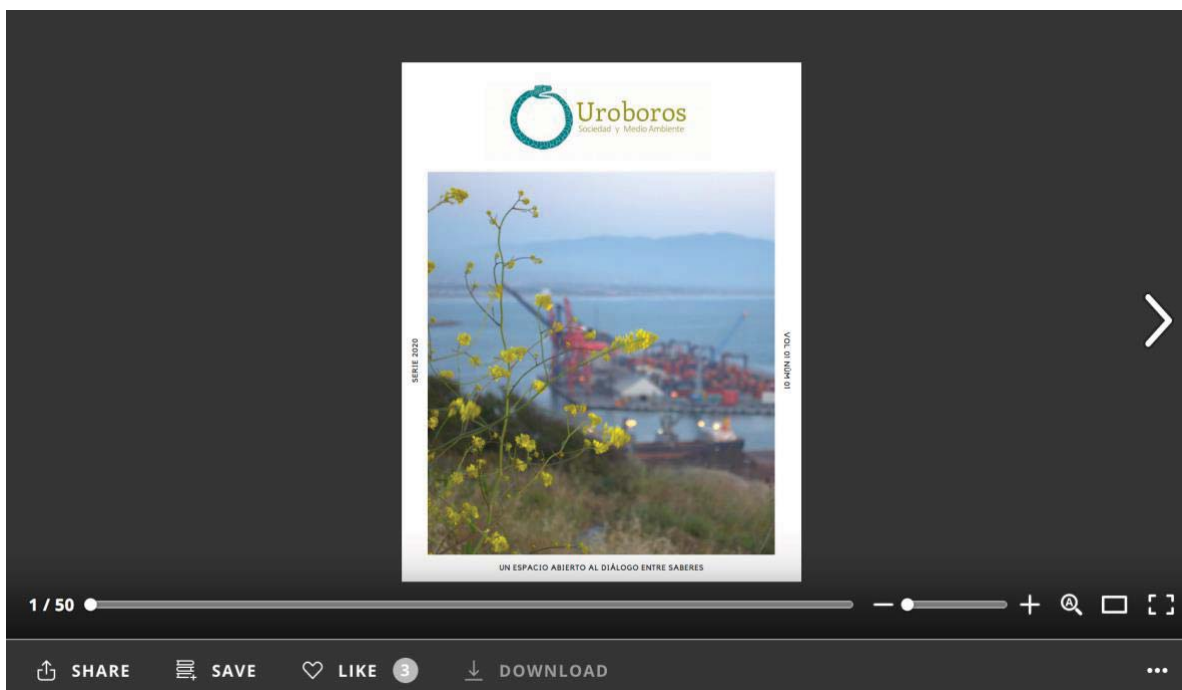 Uroboros
Sociedad y Medio Ambiente
SERIE 2020
VOL 01 NÚM 01
UN ESPACIO ABIERTO AL DIÁLOGO ENTRE SABERES
1 / 50
SHARE
SAVE
LIKE 3
DOWNLOAD